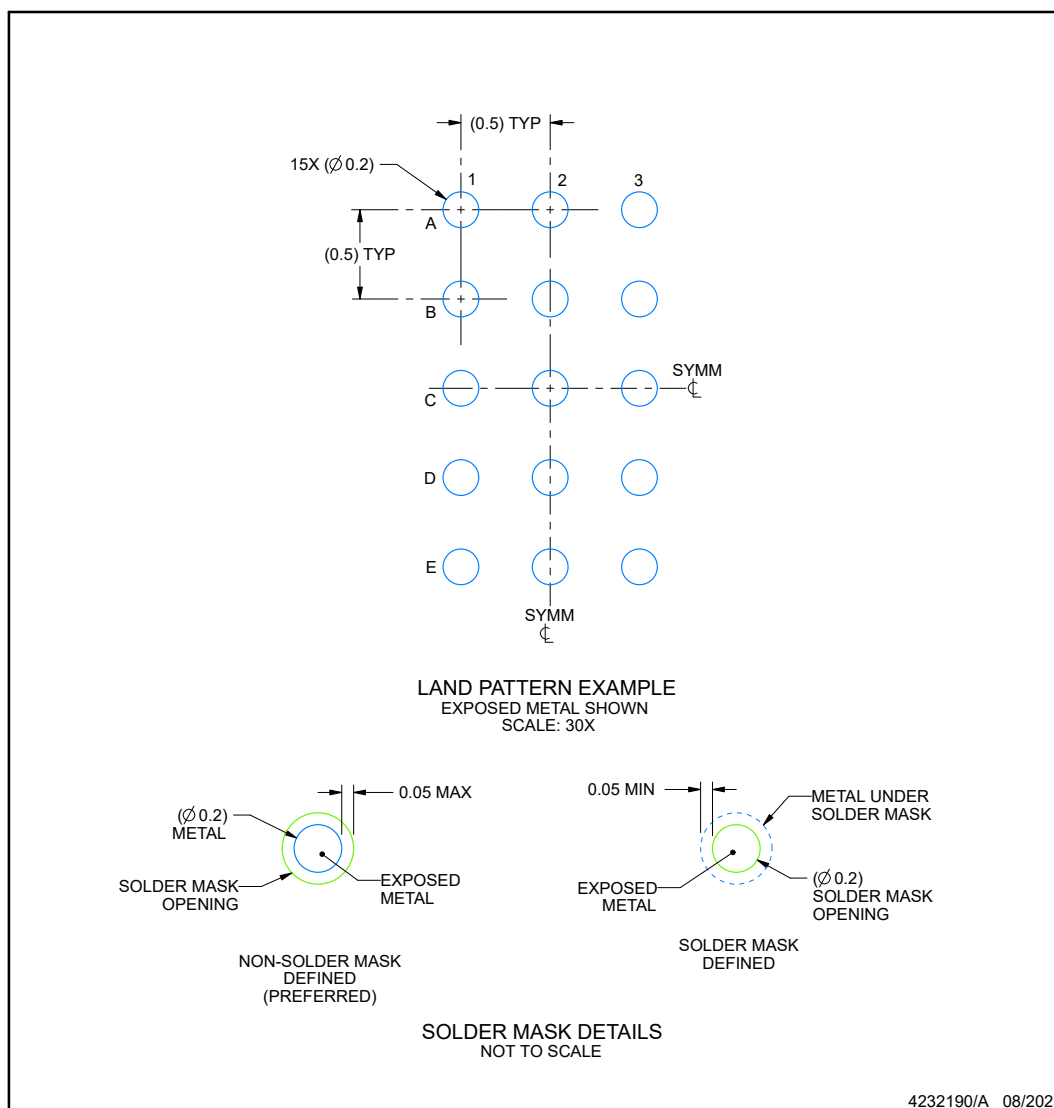 (0.5) TYP
15X (∅ 0.2)
1
2
3
A
(0.5) TYP
B
SYMM
℄
C
D
E
SYMM
℄
LAND PATTERN EXAMPLE
EXPOSED METAL SHOWN
SCALE: 30X
0.05 MAX
(∅ 0.2)
METAL
SOLDER MASK
OPENING
EXPOSED
METAL
NON-SOLDER MASK
DEFINED
(PREFERRED)
0.05 MIN
METAL UNDER
SOLDER MASK
EXPOSED
METAL
(∅ 0.2)
SOLDER MASK
OPENING
SOLDER MASK
DEFINED
SOLDER MASK DETAILS
NOT TO SCALE
4232190/A 08/202